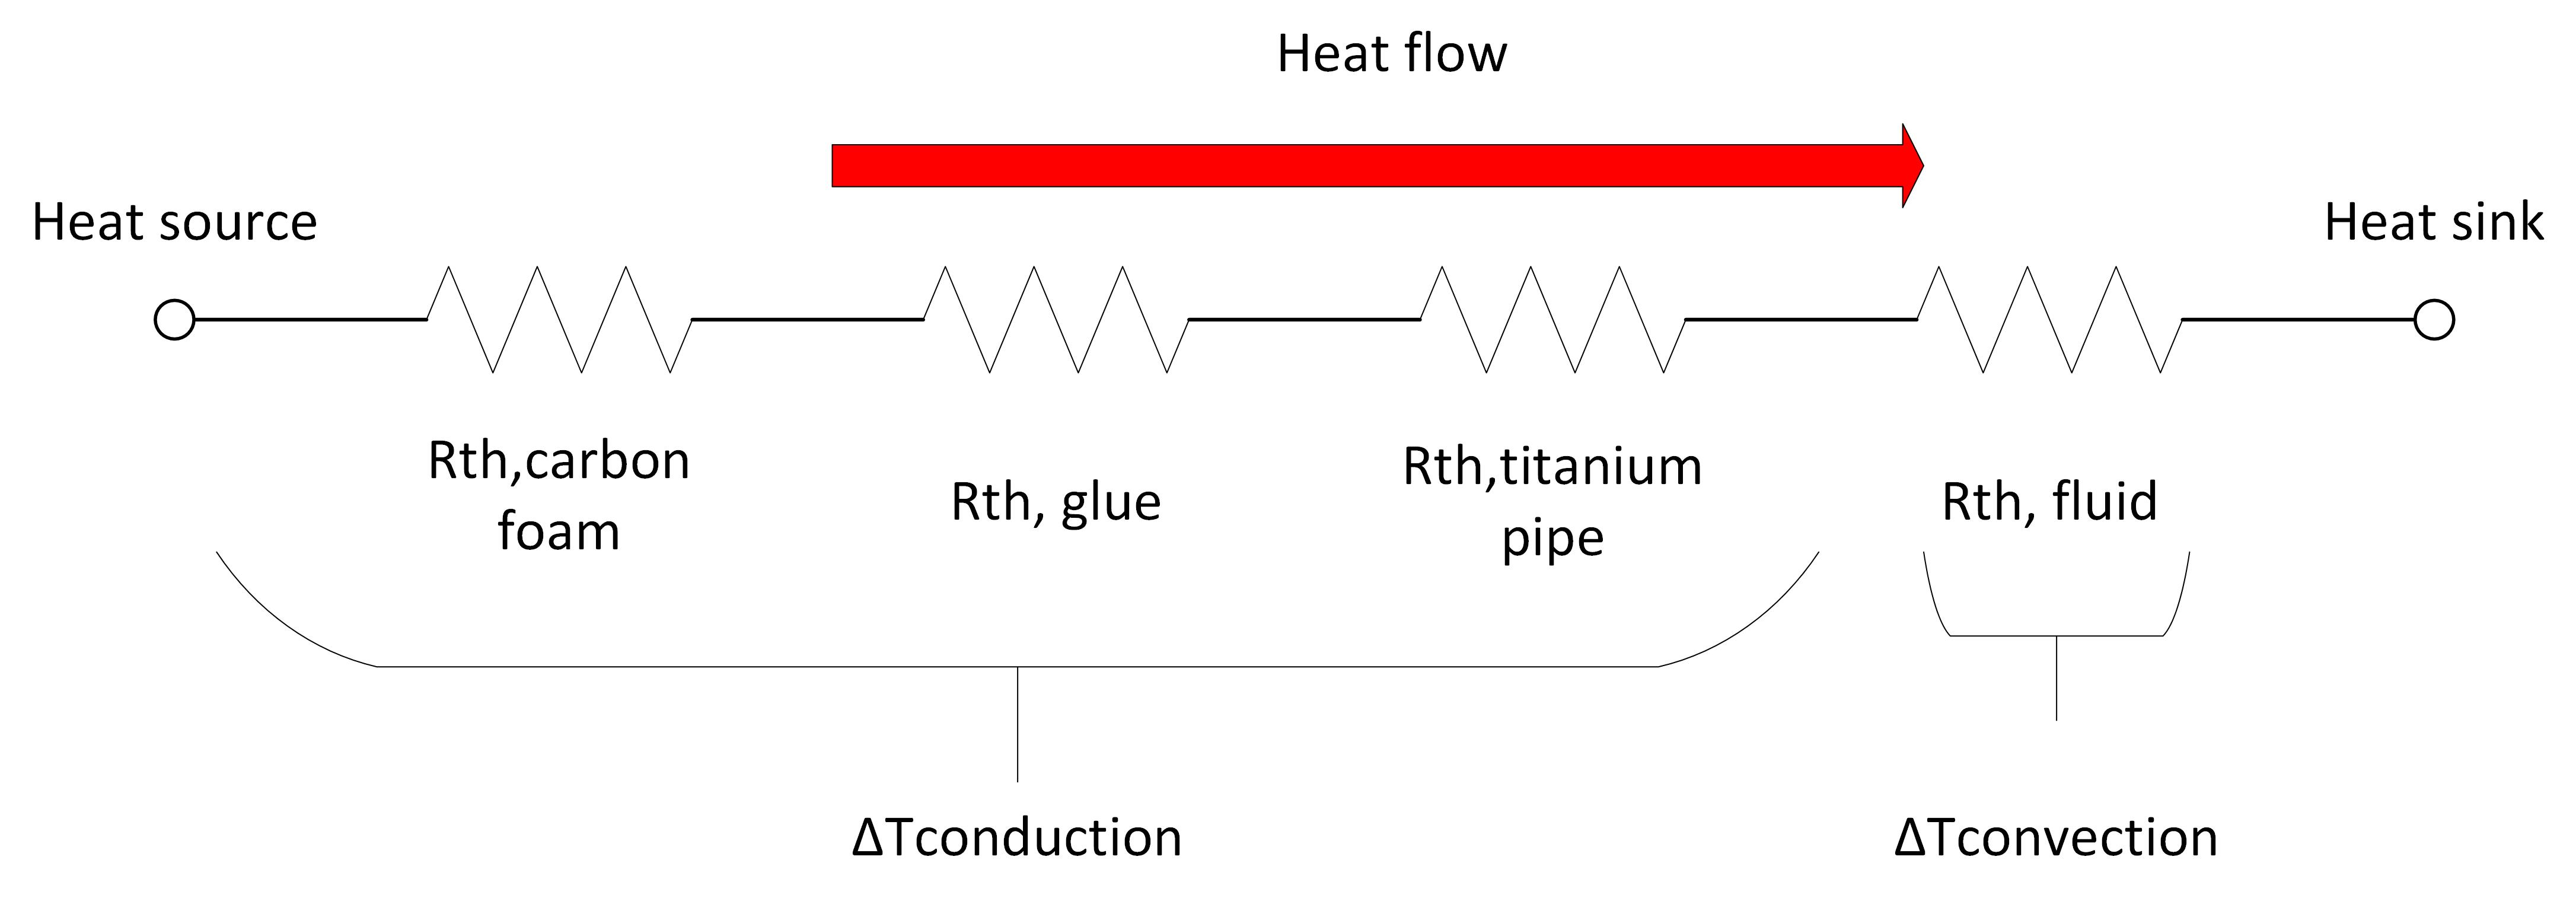 Heat flow
Heat source
Heat sink
Rth,carbon
foam
Rth, glue
Rth,titanium
pipe
Rth, fluid
ΔTconduction
ΔTconvection